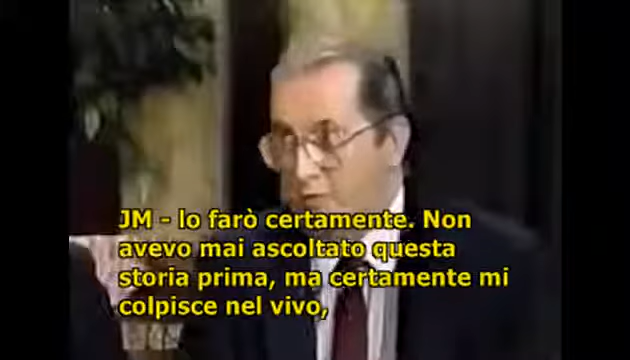 JM - lo farò certamente. Non
avevo mai ascoltato questa
storia prima, ma certamente mi
colpisce nel vivo,